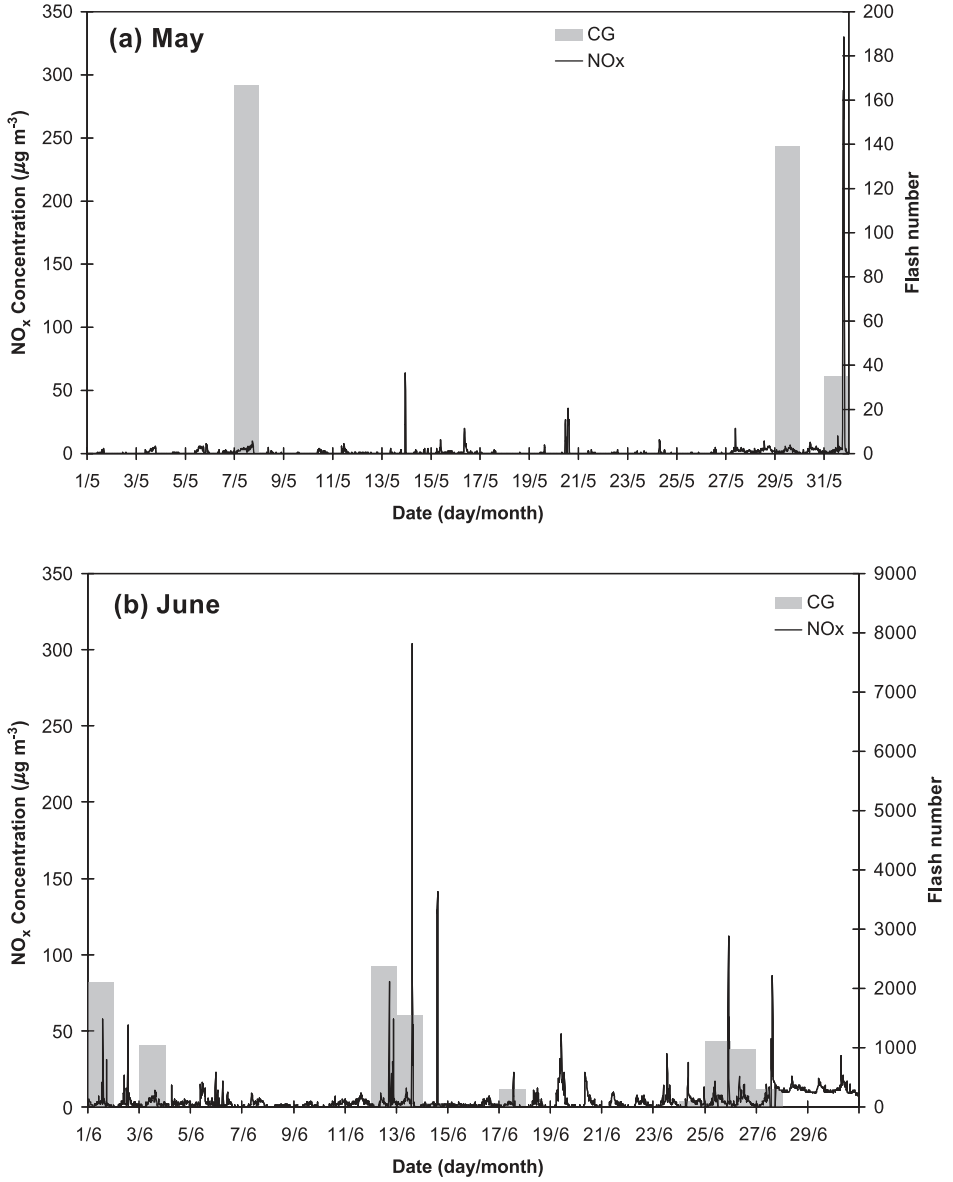 (a) May
CG
NOx
350
300
250
200
150
100
50
0
NOx Concentration (µg m-3)
200
180
160
140
120
100
80
60
40
20
0
Flash number
1/5 3/5 5/5 7/5 9/5 11/5 13/5 15/5 17/5 19/5 21/5 23/5 25/5 27/5 29/5 31/5
Date (day/month)
(b) June
CG
NOx
350
300
250
200
150
100
50
0
NOx Concentration (µg m-3)
9000
8000
7000
6000
5000
4000
3000
2000
1000
0
Flash number
1/6 3/6 5/6 7/6 9/6 11/6 13/6 15/6 17/6 19/6 21/6 23/6 25/6 27/6 29/6
Date (day/month)